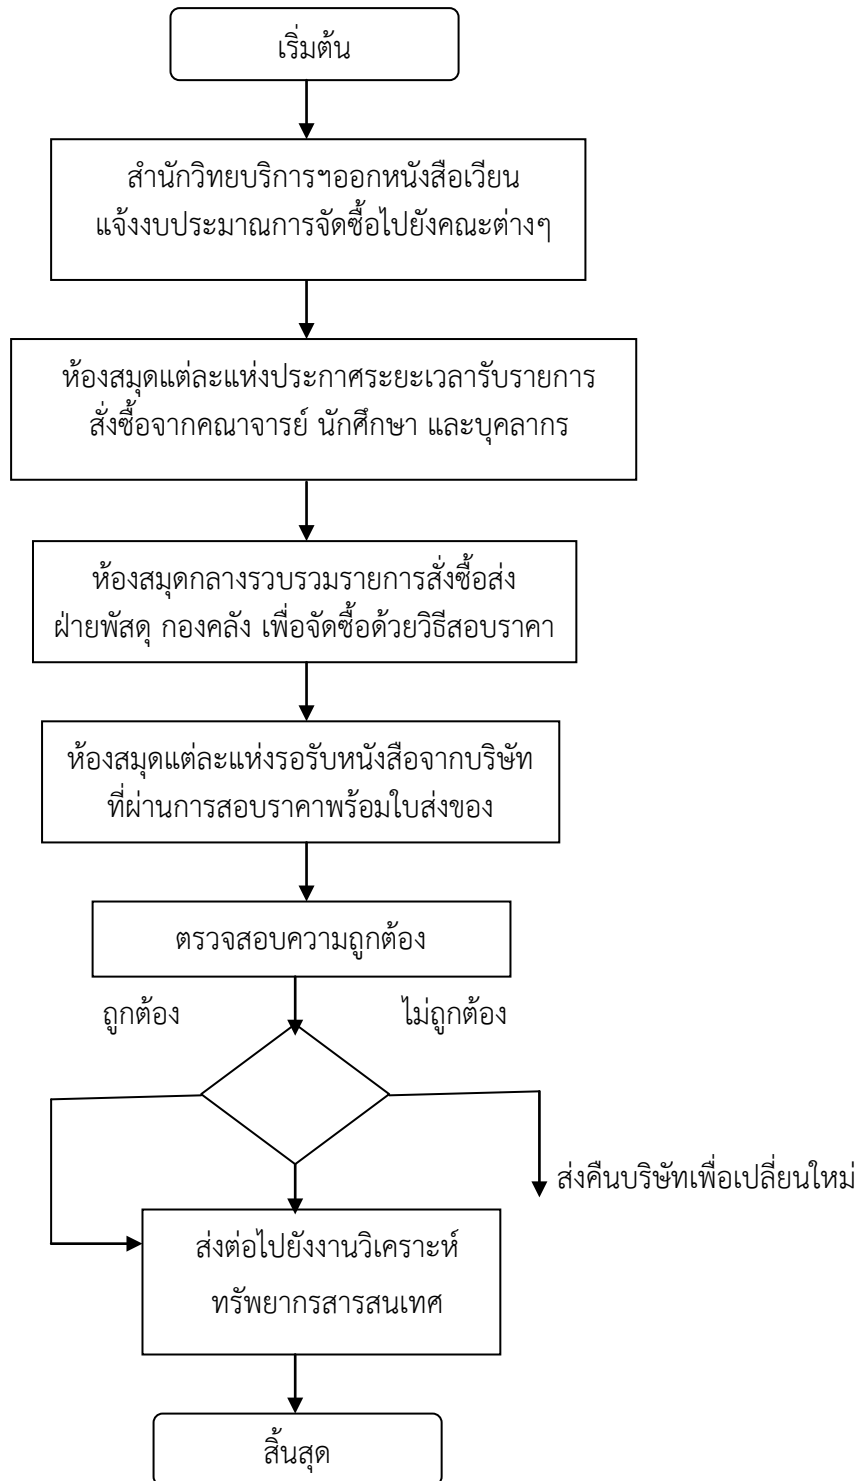 เริ่มต้น
สำนักวิทยบริการฯออกหนังสือเวียน
แจ้งงบประมาณการจัดซื้อไปยังคณะต่างๆ
ห้องสมุดแต่ละแห่งประกาศระยะเวลารับรายการ
สั่งซื้อจากคณาจารย์ นักศึกษา และบุคลากร
ห้องสมุดกลางรวบรวมรายการสั่งซื้อส่ง
ฝ่ายพัสดุ กองคลัง เพื่อจัดซื้อด้วยวิธีสอบราคา
ห้องสมุดแต่ละแห่งรอรับหนังสือจากบริษัท
ที่ผ่านการสอบราคาพร้อมใบส่งของ
ตรวจสอบความถูกต้อง
ถูกต้อง
ไม่ถูกต้อง
ส่งคืนบริษัทเพื่อเปลี่ยนใหม่
ส่งต่อไปยังงานวิเคราะห์
ทรัพยากรสารสนเทศ
สิ้นสุด